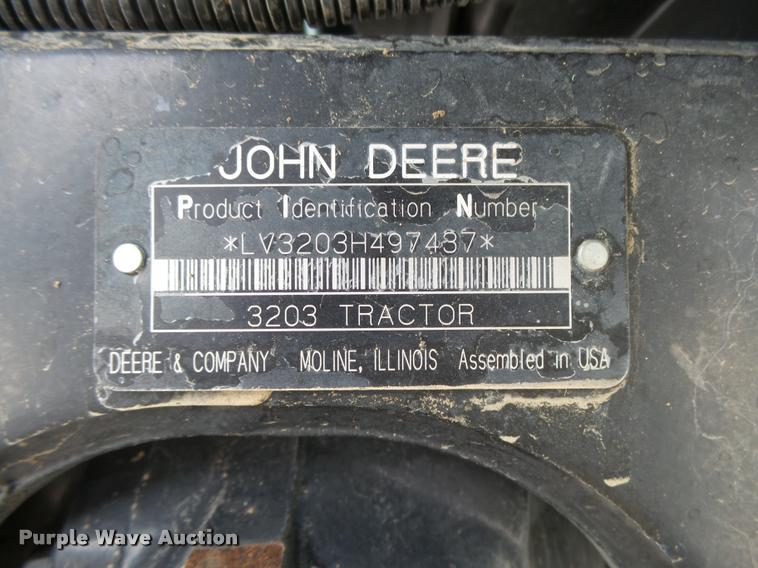 JOHN DEERE
Product Identification Number
*LV3203H497487*
3203 TRACTOR
DEERE & COMPANY MOLINE, ILLINOIS Assembled in USA
Purple Wave Auction